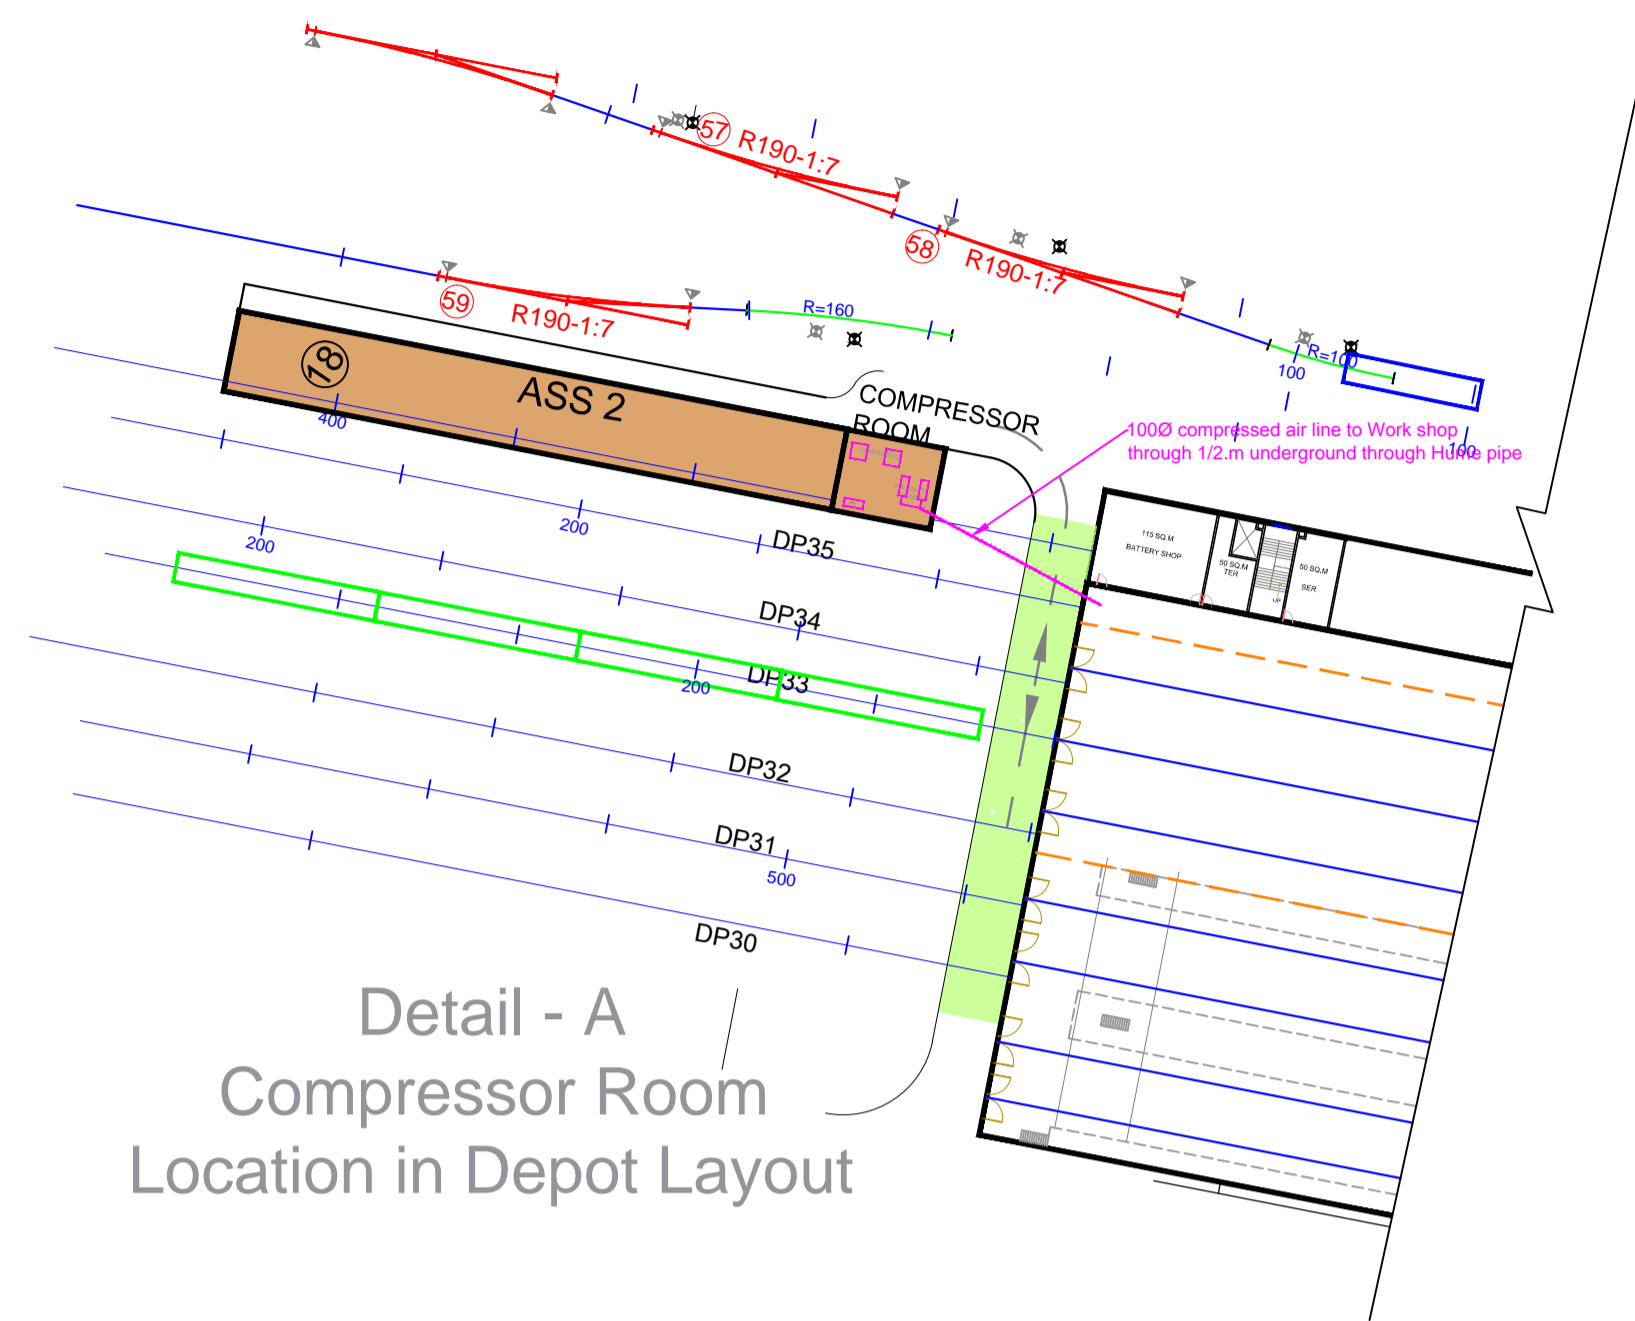 57
R190-1:7
58
R190-1:7
59
R190-1:7
R=160
R=100
100
100
18
ASS 2
COMPRESSOR
ROOM
100Ø compressed air line to Work shop
through 1/2.m underground through Hume pipe
400
200
200
DP35
DP34
DP33
200
DP32
DP31
500
DP30
115 SQ.M
BATTERY SHOP
50 SQ.M
TER
UP
50 SQ.M
SER
Detail - A
Compressor Room
Location in Depot Layout